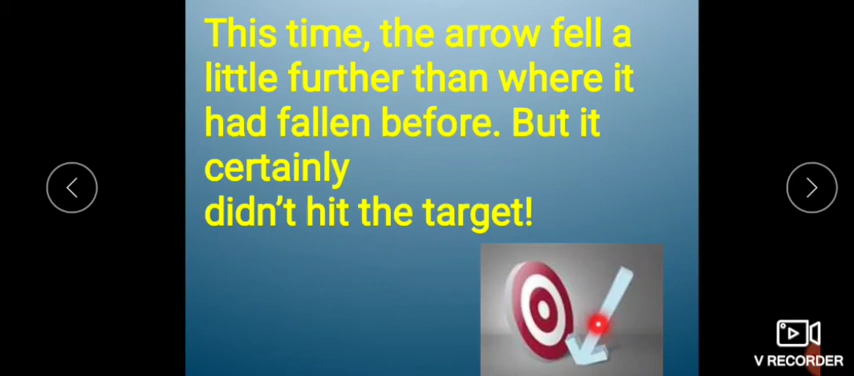 This time, the arrow fell a
little further than where it
had fallen before. But it
certainly
didn’t hit the target!
V RECORDER